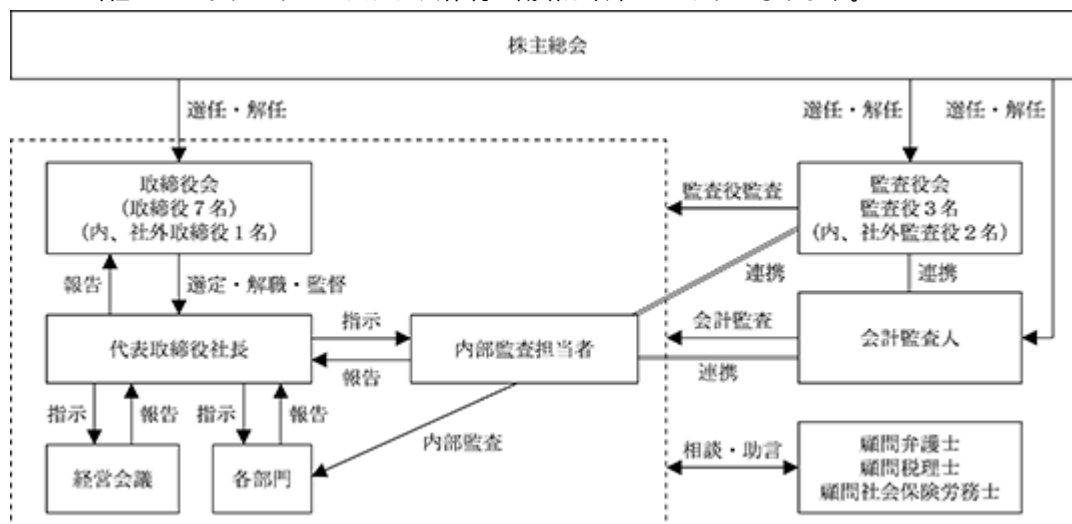 株主総会
選任・解任
選任・解任
選任・解任
取締役会
(取締役7名)
(内、社外取締役1名)
監査役監査
監査役会
監査役3名
(内、社外監査役2名)
報告
選定・解職・監督
連携
連携
代表取締役社長
指示
報告
内部監査担当者
会計監査
連携
会計監査人
指示
報告
指示
報告
内部監査
経営会議
各部門
相談・助言
顧問弁護士
顧問税理士
顧問社会保険労務士